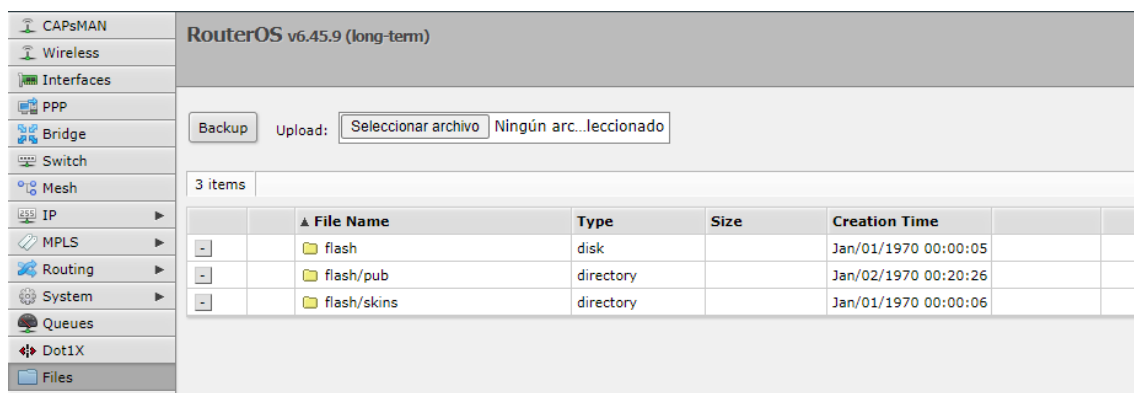 CAPsMAN
Wireless
Interfaces
PPP
Bridge
Switch
Mesh
IP
MPLS
Routing
System
Queues
Dot1X
Files
RouterOS v6.45.9 (long-term)
Backup Upload: Seleccionar archivo Ningún arc...leccionado
3 items
▲ File Name Type Size Creation Time
- flash disk Jan/01/1970 00:00:05
- flash/pub directory Jan/02/1970 00:20:26
- flash/skins directory Jan/01/1970 00:00:06